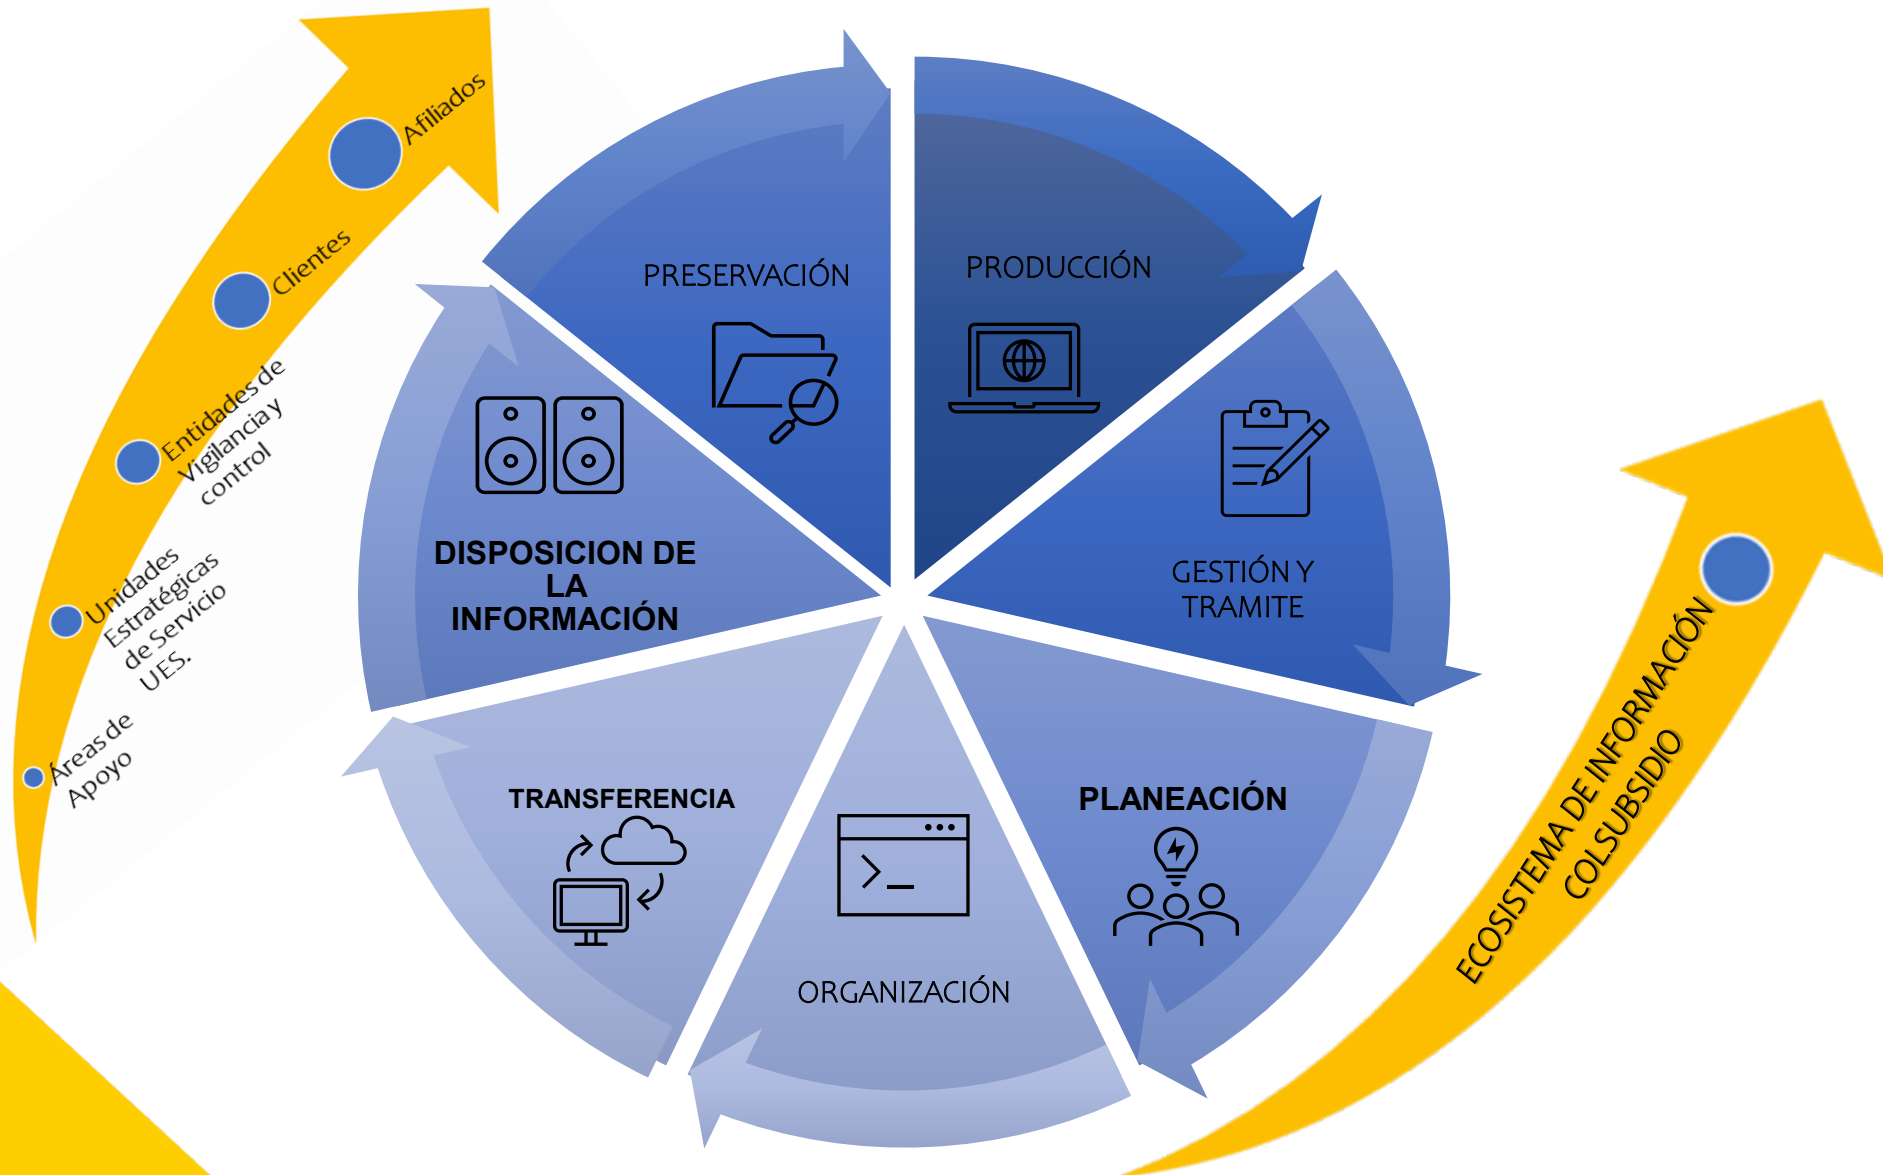 Afiliados
Clientes
Entidades de
Vigilancia y
control
Unidades
Estratégicas
de Servicio
UES.
Áreas de
Apoyo
PRESERVACIÓN
PRODUCCIÓN
GESTIÓN Y
TRAMITE
PLANEACIÓN
ORGANIZACIÓN
TRANSFERENCIA
DISPOSICION DE
LA
INFORMACIÓN
ECOSISTEMA DE INFORMACIÓN
COLSUBSIDIO